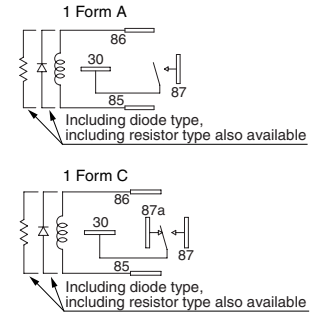 1 Form A
86
30
87
85
Including diode type,
including resistor type also available
1 Form C
86
87a
30
87
85
Including diode type,
including resistor type also available